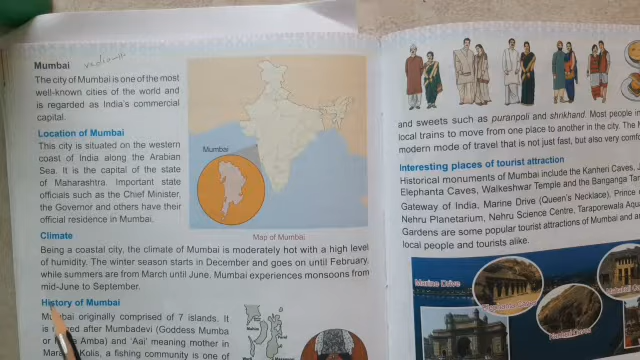 Mumbai
The city of Mumbai is one of the most
well-known cities of the world and
is regarded as India's commercial
capital.
Location of Mumbai
This city is situated on the western
coast of India along the Arabian
Sea. It is the capital of the state
of Maharashtra. Important state
officials such as the Chief Minister,
the Governor and others have their
official residence in Mumbai.
Mumbai
Map of Mumbai
Climate
Being a coastal city, the climate of Mumbai is moderately hot with a high level
of humidity. The winter season starts in December and goes on until February,
while summers are from March until June. Mumbai experiences monsoons from
mid-June to September.
History of Mumbai
Mumbai originally comprised of 7 islands. It
is named after Mumbadevi (Goddess Mumba
or Amba) and 'Aai' meaning mother in
Kolis, a fishing community is one of
and sweets such as puranpoli and shrikhand. Most people in
local trains to move from one place to another in the city. The
modern mode of travel that is not just fast, but also very
Interesting places of tourist attraction
Historical monuments of Mumbai include the Kanheri Caves,
Elephanta Caves, Walkeshwar Temple and the Banganga
Gateway of India, Marine Drive (Queen's Necklace), Prince
Nehru Planetarium, Nehru Science Centre, Taraporewala
Gardens are some popular tourist attractions of Mumbai and
local people and tourists alike.
Marine Drive
Elephanta Caves
Kanheri Caves